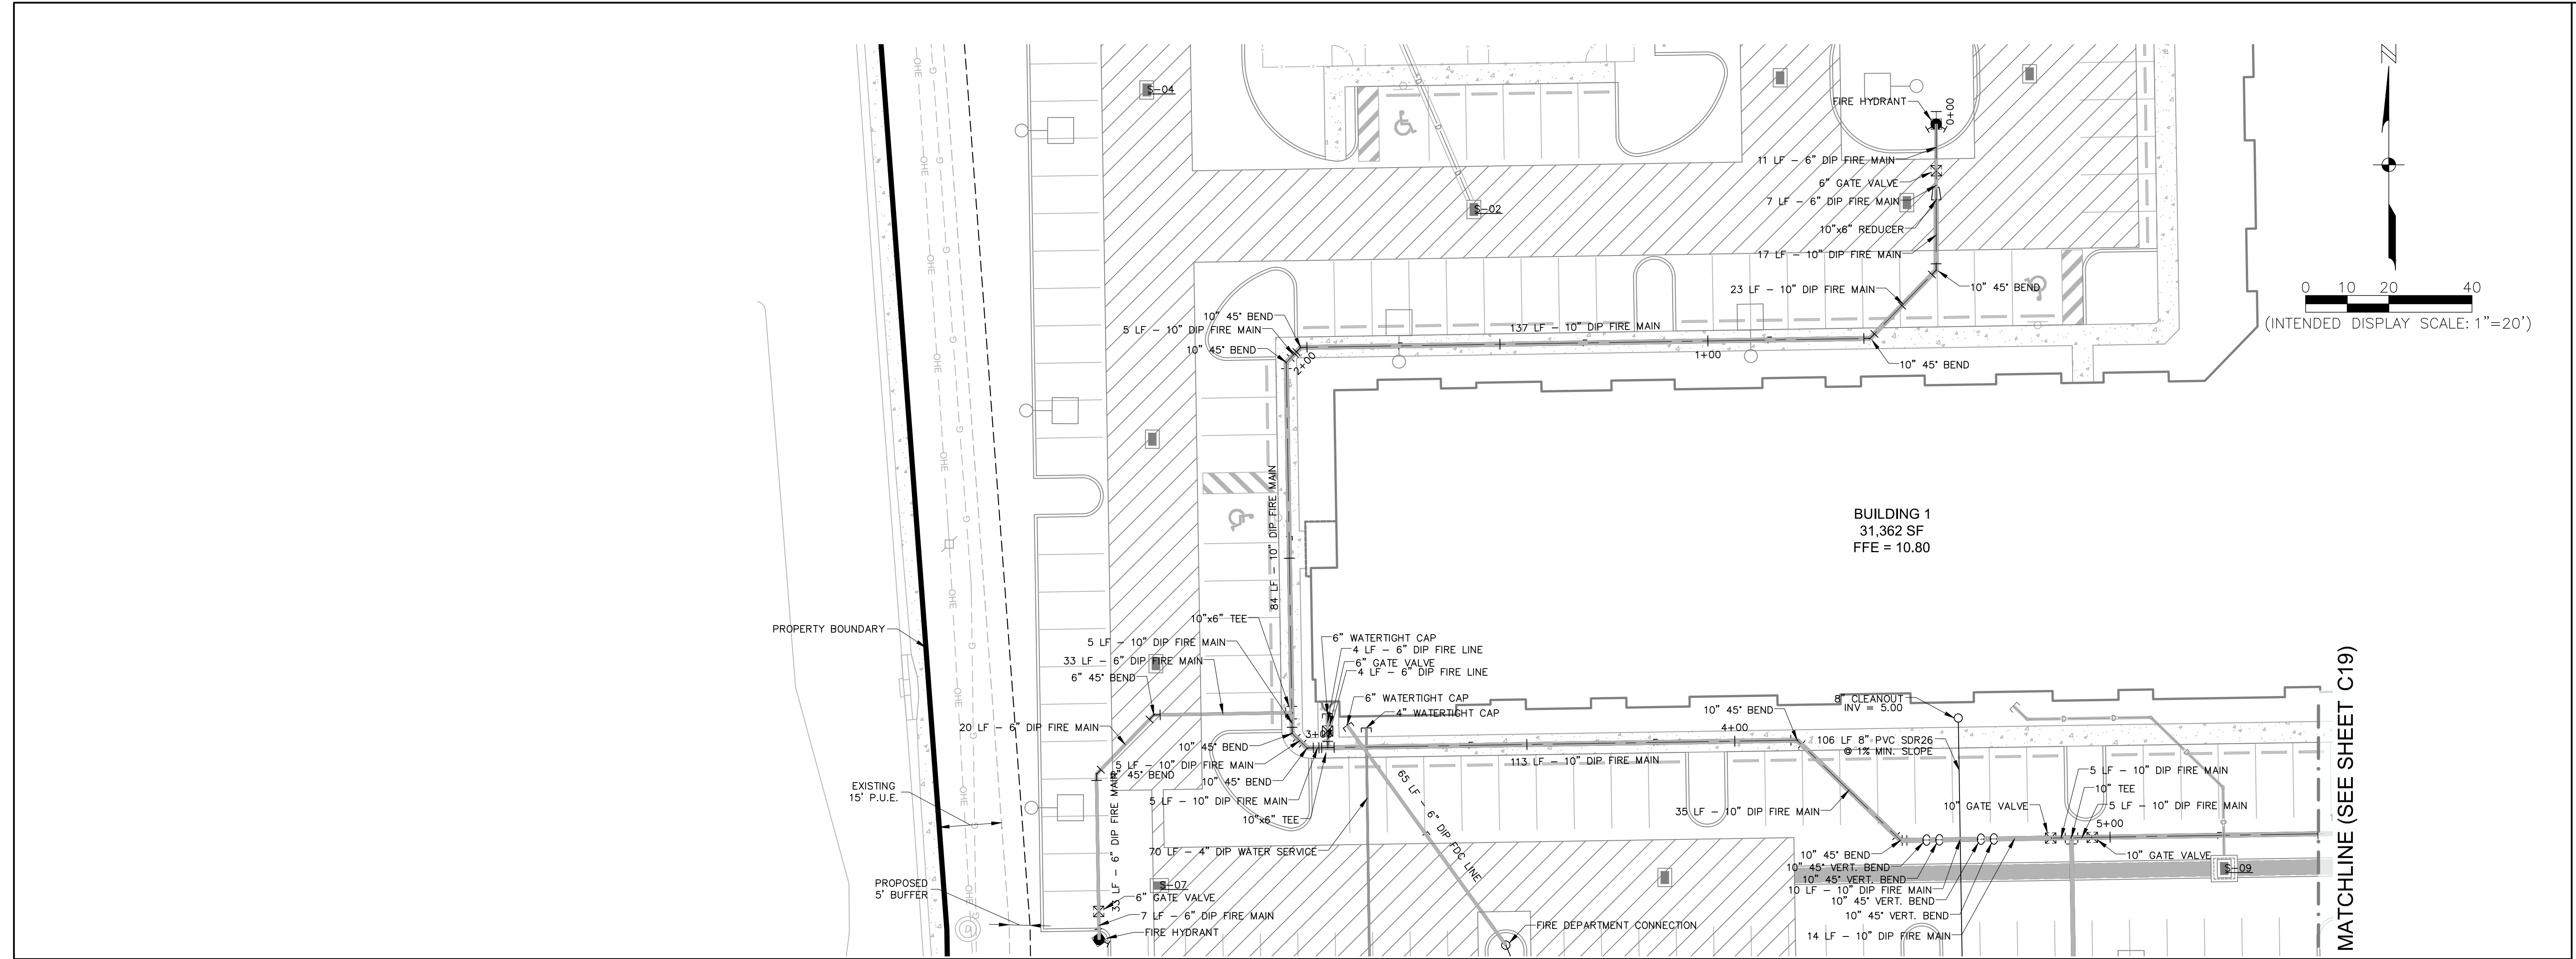 S-04
FIRE HYDRANT
0+00
11 LF – 6" DIP FIRE MAIN
6" GATE VALVE
7 LF – 6" DIP FIRE MAIN
10"x6" REDUCER
17 LF – 10" DIP FIRE MAIN
10" 45° BEND
23 LF – 10" DIP FIRE MAIN
10" 45° BEND
S-02
137 LF – 10" DIP FIRE MAIN
1+00
10" 45° BEND
5 LF – 10" DIP FIRE MAIN
10" 45° BEND
2+00
N
0 10 20 40
(INTENDED DISPLAY SCALE: 1"=20')
OHE
G
OHE
G
OHE
G
OHE
G
OHE
G
OHE
G
OHE
G
OHE
G
OHE
OHE
D
D
D
84 LF – 10" DIP FIRE MAIN
BUILDING 1
31,362 SF
FFE = 10.80
PROPERTY BOUNDARY
10"x6" TEE
5 LF – 10" DIP FIRE MAIN
33 LF – 6" DIP FIRE MAIN
6" 45° BEND
20 LF – 6" DIP FIRE MAIN
10" 45° BEND
5 LF – 10" DIP FIRE MAIN
45° BEND
10" 45° BEND
5 LF – 10" DIP FIRE MAIN
10"x6" TEE
70 LF – 4" DIP WATER SERVICE
6" WATERTIGHT CAP
4 LF – 6" DIP FIRE LINE
6" GATE VALVE
4 LF – 6" DIP FIRE LINE
6" WATERTIGHT CAP
4" WATERTIGHT CAP
113 LF – 10" DIP FIRE MAIN
65 LF – 6" DIP FDC LINE
10" 45° BEND
4+00
8" CLEANOUT
INV = 5.00
106 LF 8" PVC SDR26
@ 1% MIN. SLOPE
35 LF – 10" DIP FIRE MAIN
10" GATE VALVE
5 LF – 10" DIP FIRE MAIN
10" TEE
5 LF – 10" DIP FIRE MAIN
5+00
10" GATE VALVE
S-09
10" 45° BEND
10" 45° VERT. BEND
10" 45° VERT. BEND
10 LF – 10" DIP FIRE MAIN
10" 45° VERT. BEND
10" 45° VERT. BEND
14 LF – 10" DIP FIRE MAIN
EXISTING
15' P.U.E.
PROPOSED
5' BUFFER
33 LF – 6" DIP FIRE MAIN
S-07
6" GATE VALVE
7 LF – 6" DIP FIRE MAIN
FIRE HYDRANT
FIRE DEPARTMENT CONNECTION
D
D
D
MATCHLINE (SEE SHEET C19)